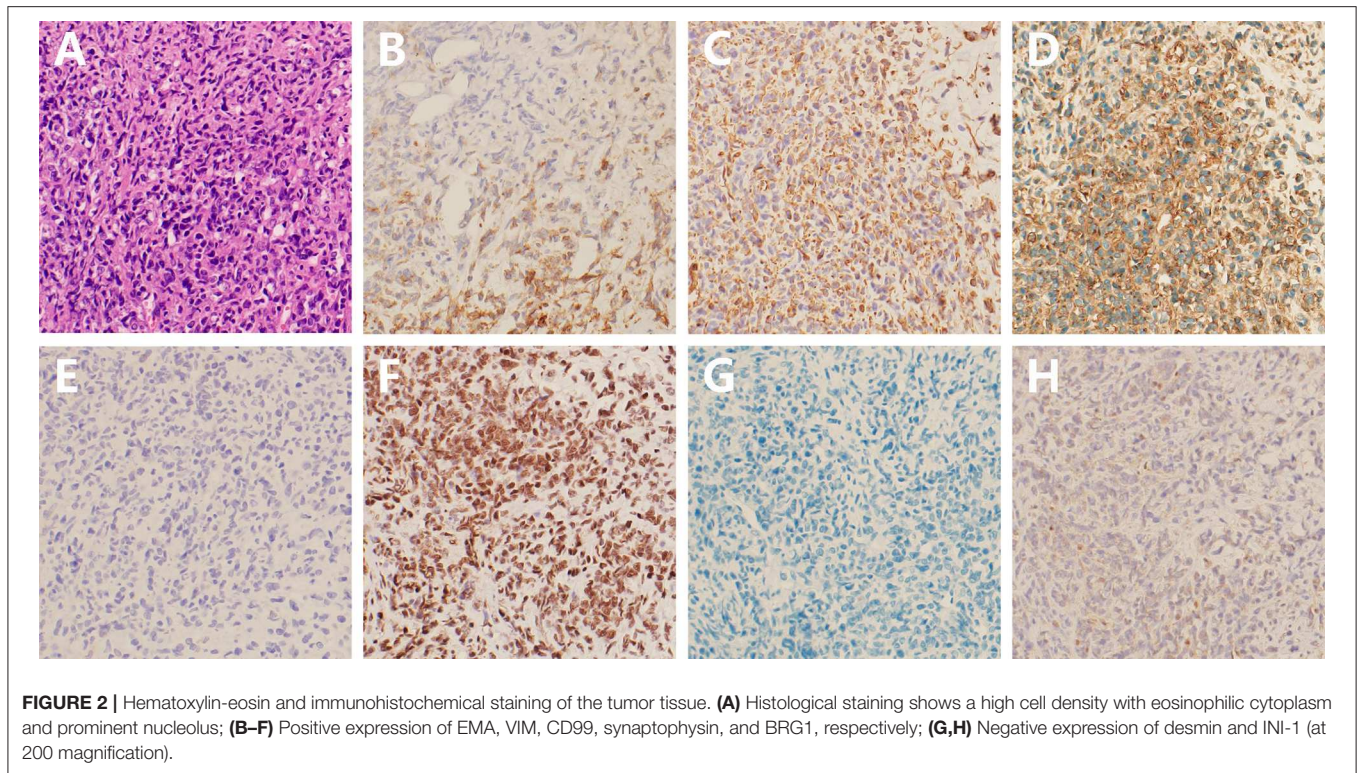 A
B
C
D
E
F
G
H
FIGURE 2 | Hematoxylin-eosin and immunohistochemical staining of the tumor tissue. (A) Histological staining shows a high cell density with eosinophilic cytoplasm
and prominent nucleolus; (B–F) Positive expression of EMA, VIM, CD99, synaptophysin, and BRG1, respectively; (G,H) Negative expression of desmin and INI-1 (at
200 magnification).